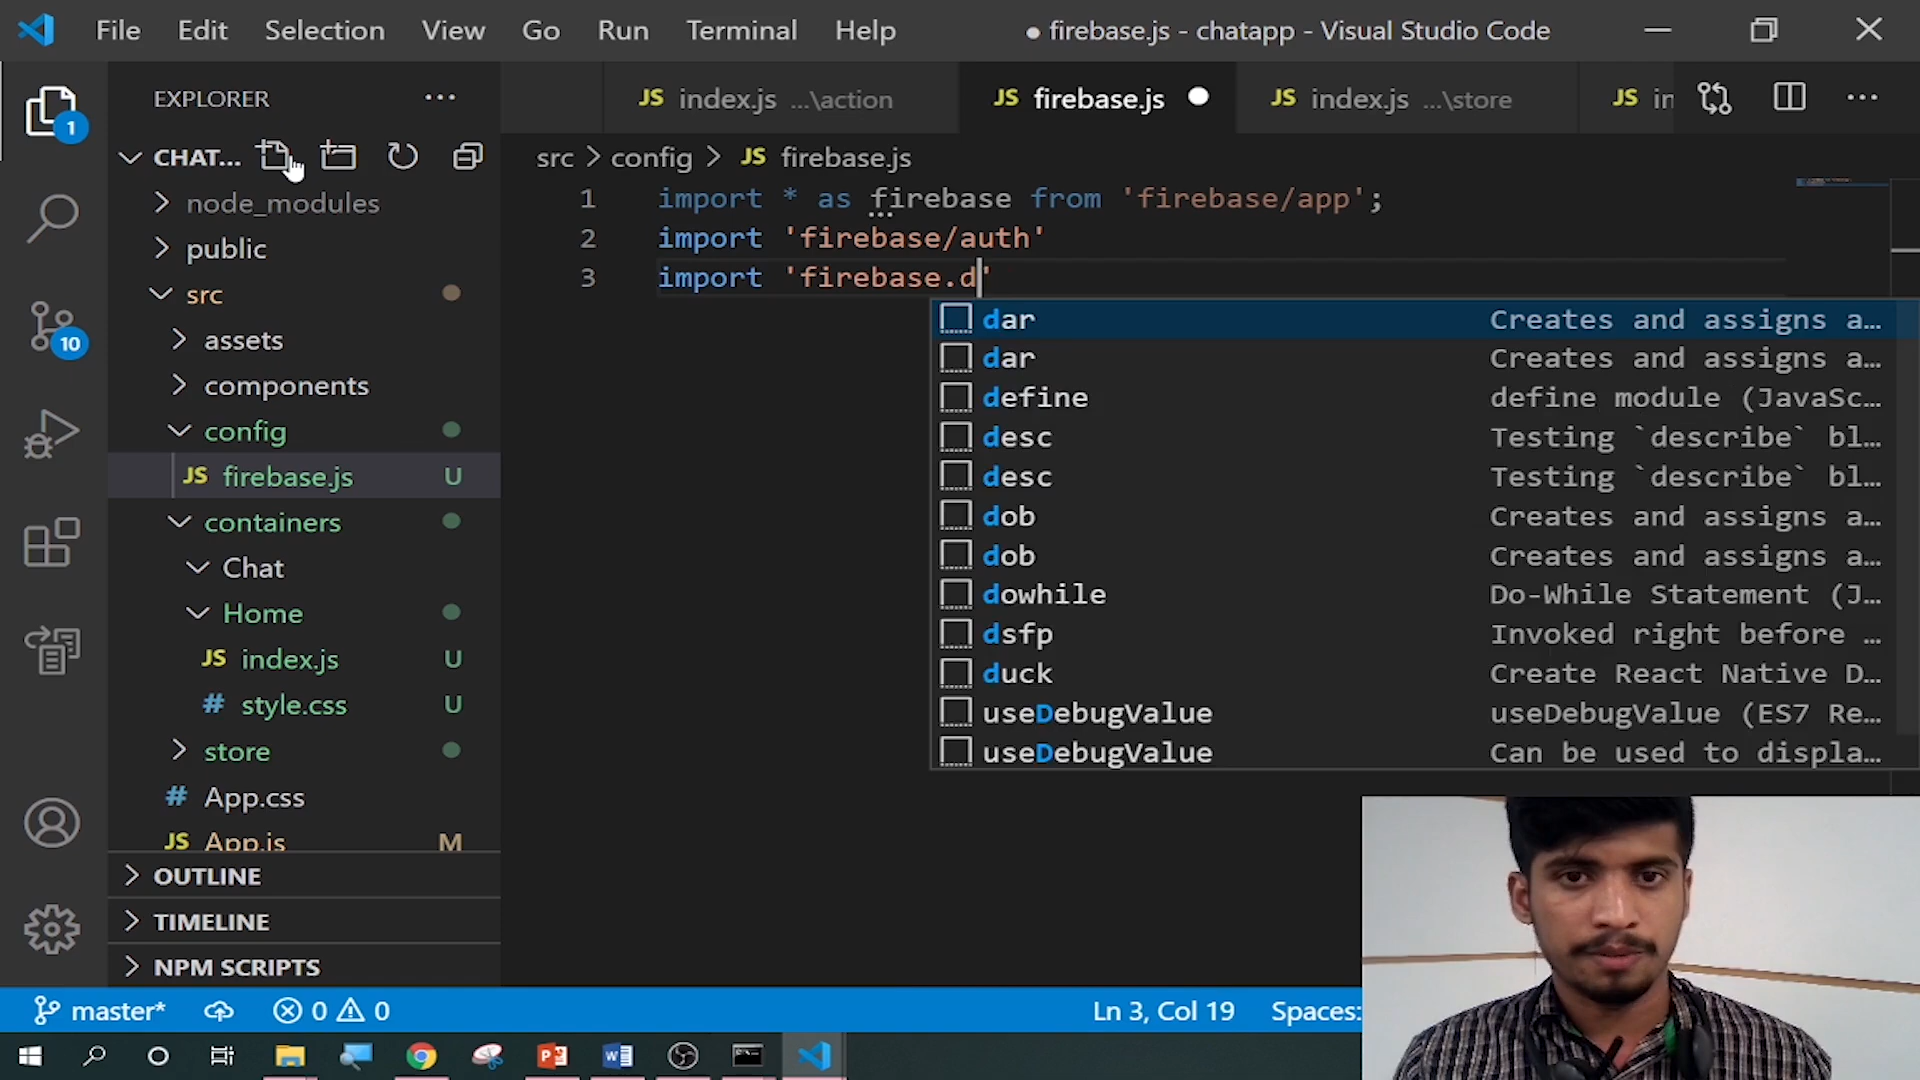 File Edit Selection View Go Run Terminal Help
● firebase.js - chatapp - Visual Studio Code
EXPLORER
JS index.js ...\action
JS firebase.js
JS index.js ...\store
JS in
CHAT...
src > config > JS firebase.js
node_modules
public
src
assets
components
config
JS firebase.js U
containers
Chat
Home
JS index.js U
# style.css U
store
# App.css
JS App.js M
OUTLINE
TIMELINE
NPM SCRIPTS
1
10
1 import * as firebase from 'firebase/app';
2 import 'firebase/auth'
3 import 'firebase.d'
dar Creates and assigns a…
dar Creates and assigns a…
define define module (JavaSc…
desc Testing `describe` bl…
desc Testing `describe` bl…
dob Creates and assigns a…
dob Creates and assigns a…
dowhile Do-While Statement (J…
dsfp Invoked right before …
duck Create React Native D…
useDebugValue useDebugValue (ES7 Re…
useDebugValue Can be used to displa…
master* 0 0 Ln 3, Col 19 Spaces: